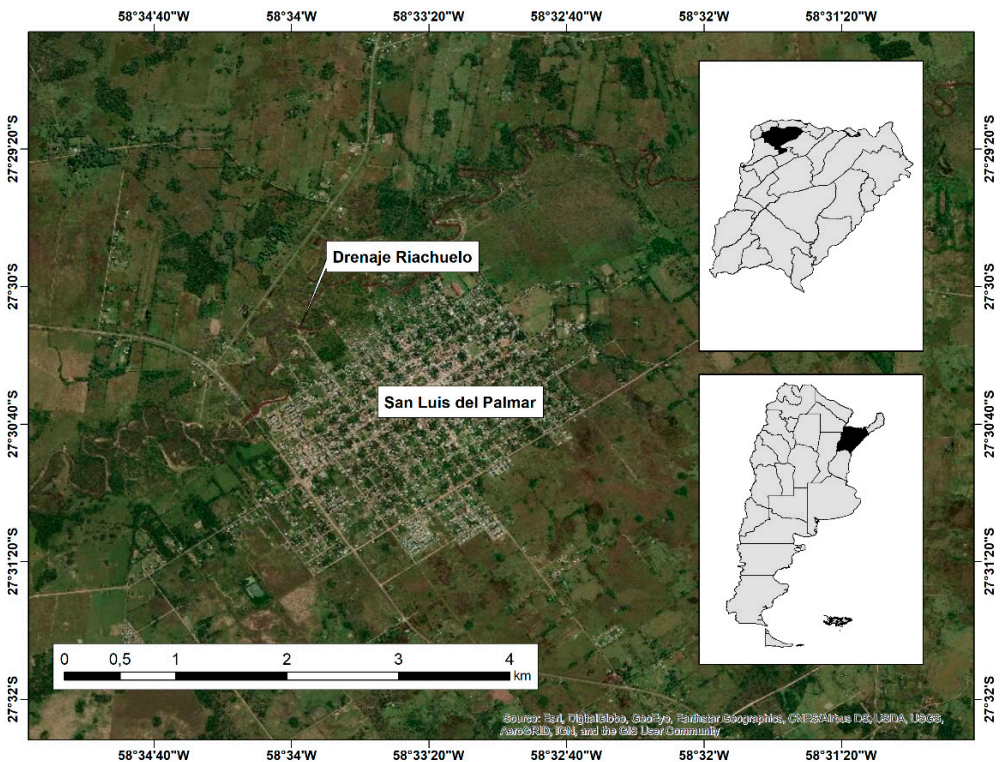 58°34'40"W 58°34'W 58°33'20"W 58°32'40"W 58°32'W 58°31'20"W
27°29'20"S 27°29'20"S
Drenaje Riachuelo
27°30'S 27°30'S
San Luis del Palmar
27°30'40"S 27°30'40"S
27°31'20"S 27°31'20"S
0 0,5 1 2 3 4
km
27°32'S 27°32'S
Source: Esri, DigitalGlobe, GeoEye, Earthstar Geographics, CNES/Airbus DS, USDA, USGS,
AeroGRID, IGN, and the GIS User Community
58°34'40"W 58°34'W 58°33'20"W 58°32'40"W 58°32'W 58°31'20"W